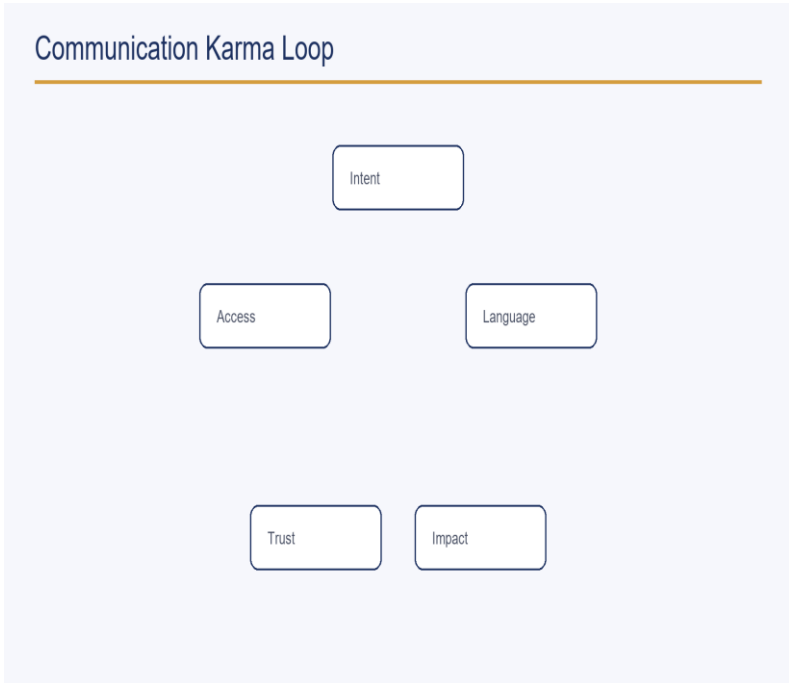 Communication Karma Loop
Intent
Access
Language
Trust
Impact